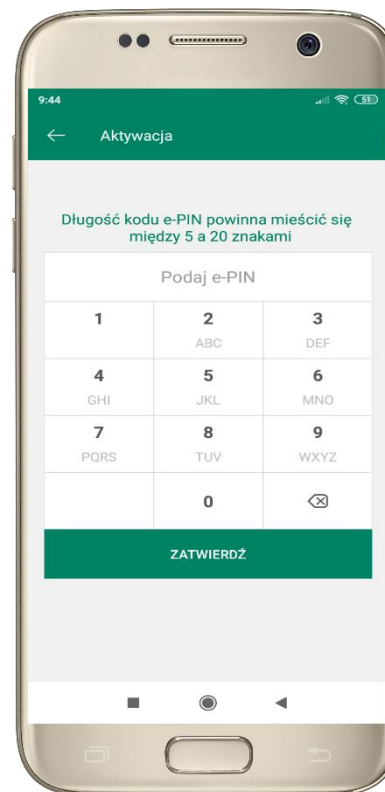 9:44
51
Aktywacja
Długość kodu e-PIN powinna mieścić się
między 5 a 20 znakami
Podaj e-PIN
1 2 3
ABC DEF
4 5 6
GHI JKL MNO
7 8 9
PQRS TUV WXYZ
0
ZATWIERDŹ